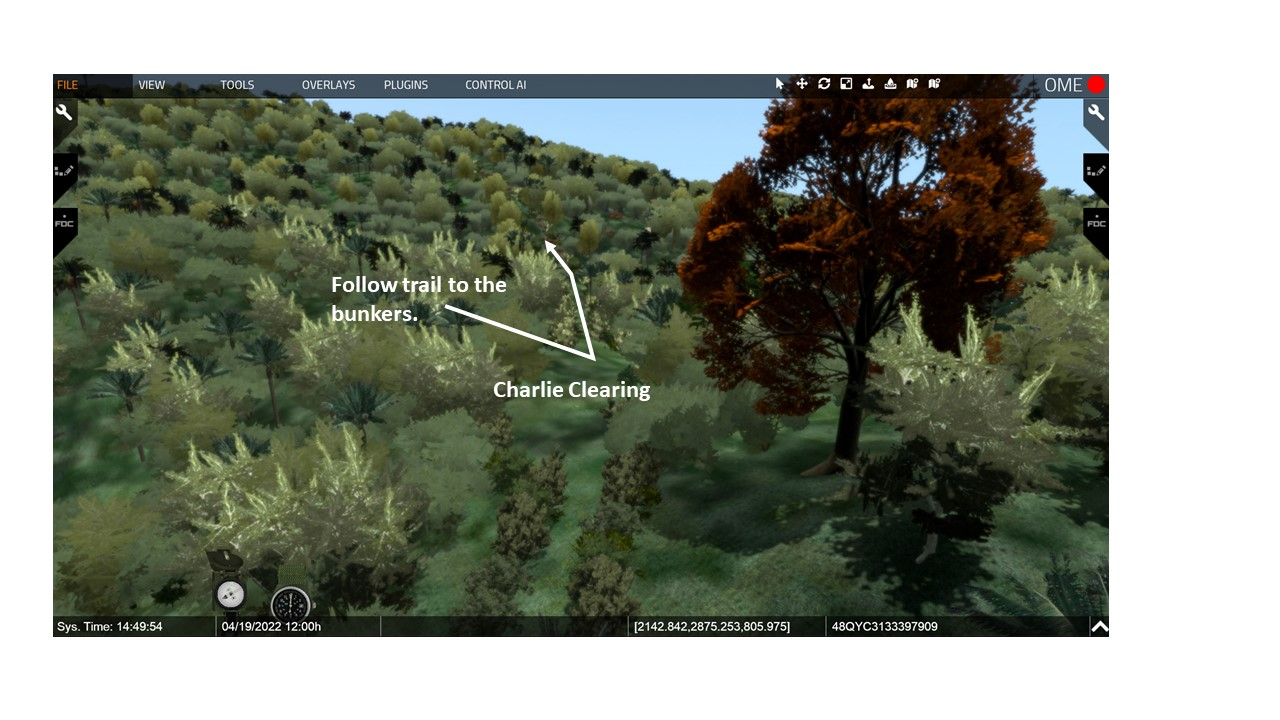 FILE VIEW TOOLS OVERLAYS PLUGINS CONTROL AI OME
FDC FDC
Follow trail to the
bunkers.
Charlie Clearing
Sys. Time: 14:49:54 04/19/2022 12:00h [2142.842,2875.253,805.975] 48QYC3133397909